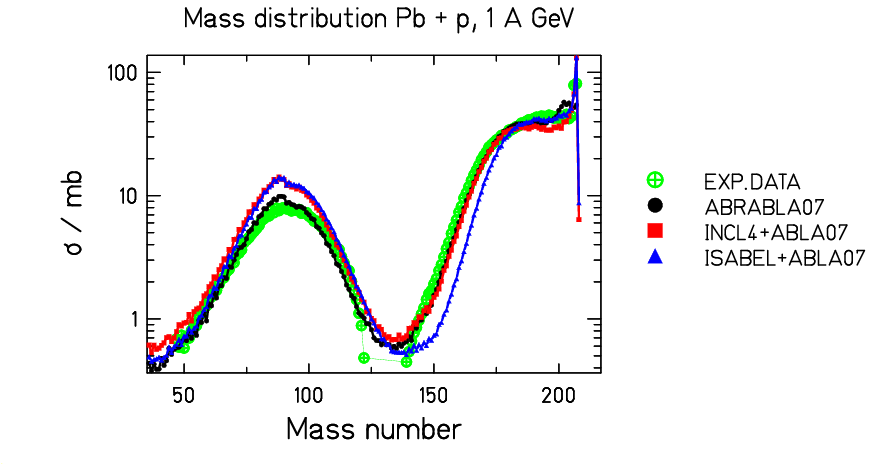 Mass distribution Pb + p, 1 A GeV
100
10
1
σ / mb
50 100 150 200
Mass number
EXP.DATA
ABRABLA07
INCL4+ABLA07
ISABEL+ABLA07